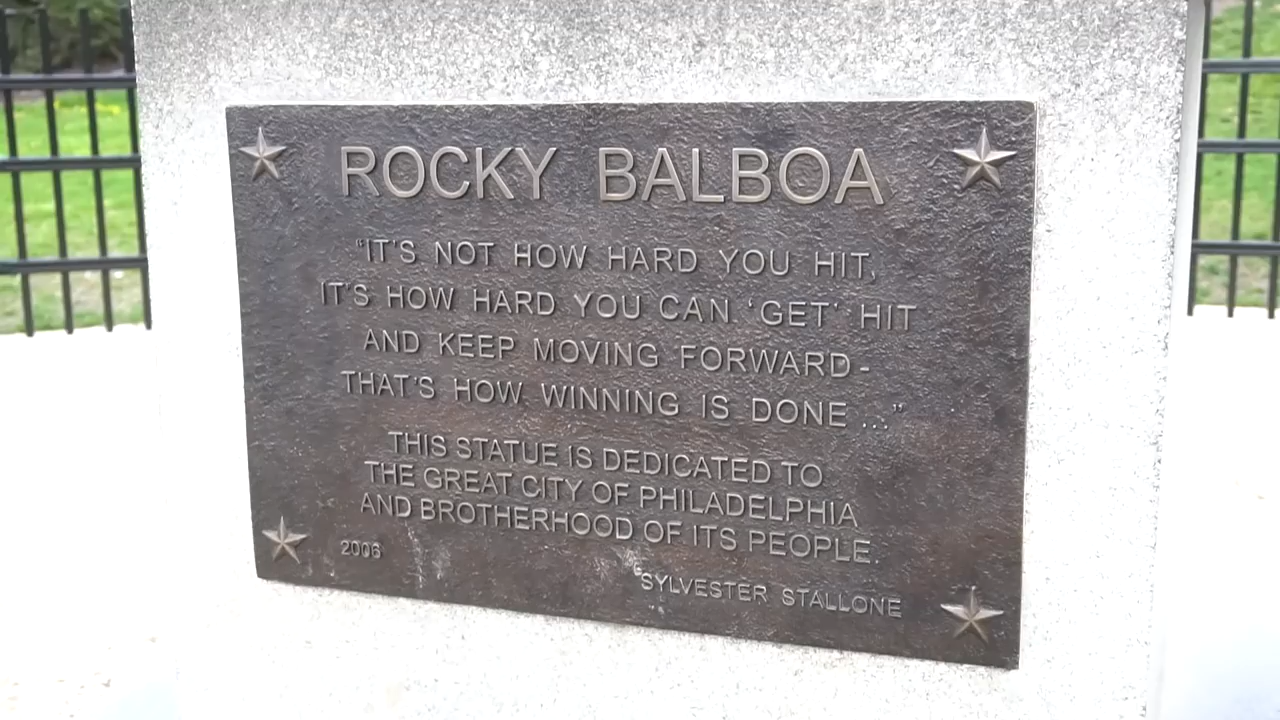 ROCKY BALBOA
"IT'S NOT HOW HARD YOU HIT,
IT'S HOW HARD YOU CAN 'GET' HIT
AND KEEP MOVING FORWARD-
THAT'S HOW WINNING IS DONE ..."
THIS STATUE IS DEDICATED TO
THE GREAT CITY OF PHILADELPHIA
AND BROTHERHOOD OF ITS PEOPLE.
2006
SYLVESTER STALLONE